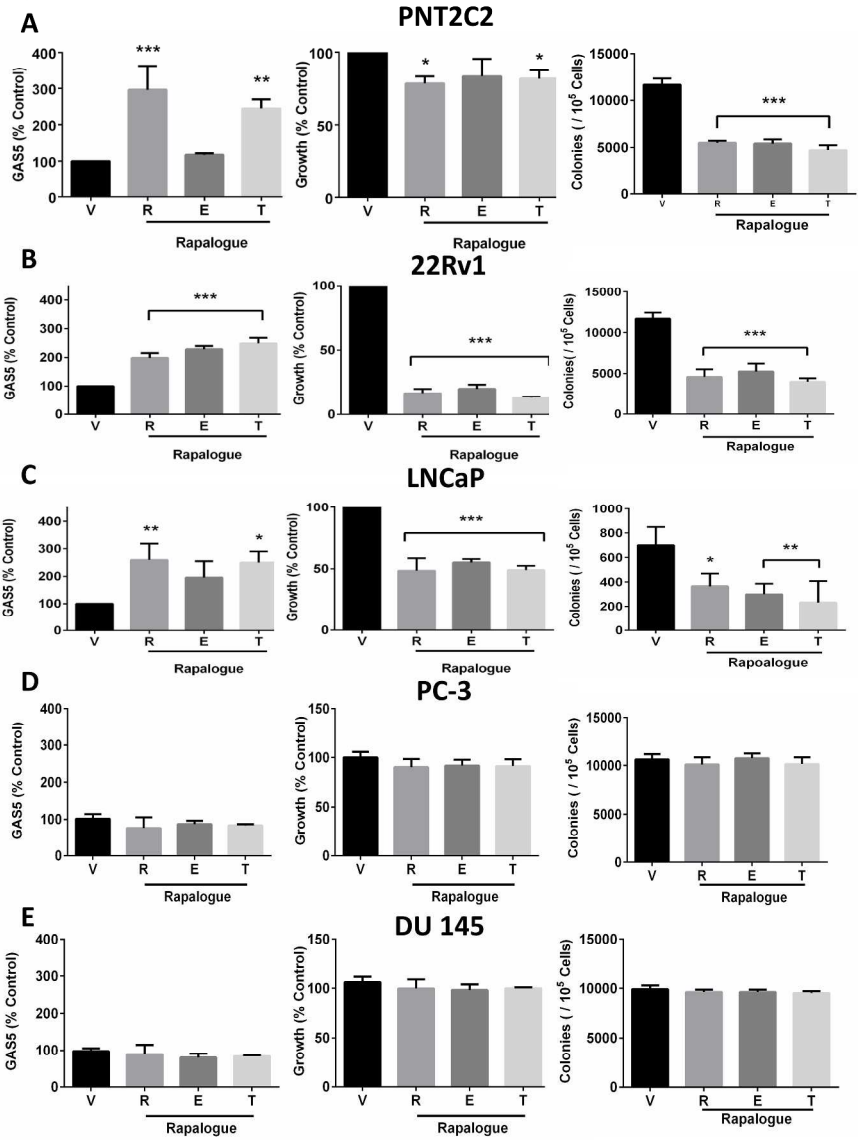 A
PNT2C2
GAS5 (% Control)
400
300
200
100
0
***
**
V R E T
Rapalogue
Growth (% Control)
100
50
0
*
*
V R E T
Rapalogue
Colonies ( / 10⁵ Cells)
15000
10000
5000
0
***
V R E T
Rapalogue
B
22Rv1
GAS5 (% Control)
400
300
200
100
0
***
V R E T
Rapalogue
Growth (% Control)
100
50
0
***
V R E T
Rapalogue
Colonies( / 10⁵ Cells)
15000
10000
5000
0
***
V R E T
Rapalogue
C
LNCaP
GAS5 (% Control)
400
300
200
100
0
**
*
V R E T
Rapalogue
Growth (% Control)
100
50
0
***
V R E T
Rapalogue
Colonies ( / 10⁵ Cells)
1000
800
600
400
200
0
*
**
V R E T
Rapoalogue
D
PC-3
GAS5 (% Control)
400
300
200
100
0
V R E T
Rapalogue
Growth (% Control)
150
100
50
0
V R E T
Rapalogue
Colonies ( / 10⁵ Cells)
15000
10000
5000
0
V R E T
Rapalogue
E
DU 145
GAS5 (% Control)
400
300
200
100
0
V R E T
Rapalogue
Growth (% Control)
150
100
50
0
V R E T
Rapalogue
Colonies ( / 10⁵ Cells)
15000
10000
5000
0
V R E T
Rapalogue